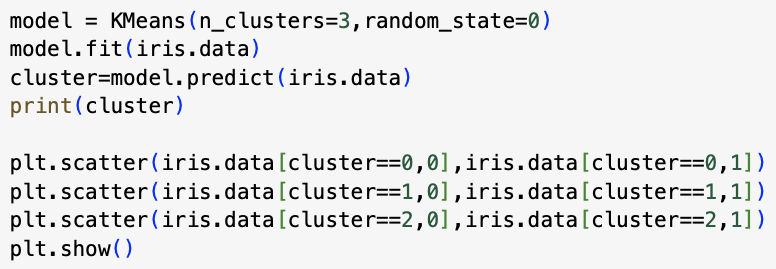 model = KMeans(n_clusters=3,random_state=0)
model.fit(iris.data)
cluster=model.predict(iris.data)
print(cluster)

plt.scatter(iris.data[cluster==0,0],iris.data[cluster==0,1])
plt.scatter(iris.data[cluster==1,0],iris.data[cluster==1,1])
plt.scatter(iris.data[cluster==2,0],iris.data[cluster==2,1])
plt.show()